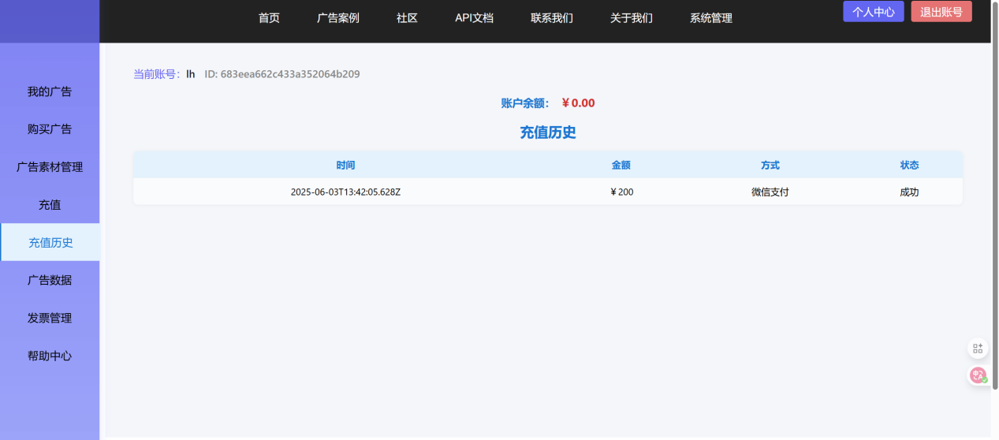 首页 广告案例 社区 API文档 联系我们 关于我们 系统管理 个人中心 退出账号
我的广告
购买广告
广告素材管理
充值
充值历史
广告数据
发票管理
帮助中心
当前账号：lh ID: 683eea662c433a352064b209
账户余额： ¥0.00
充值历史
时间 金额 方式 状态
2025-06-03T13:42:05.628Z ¥200 微信支付 成功